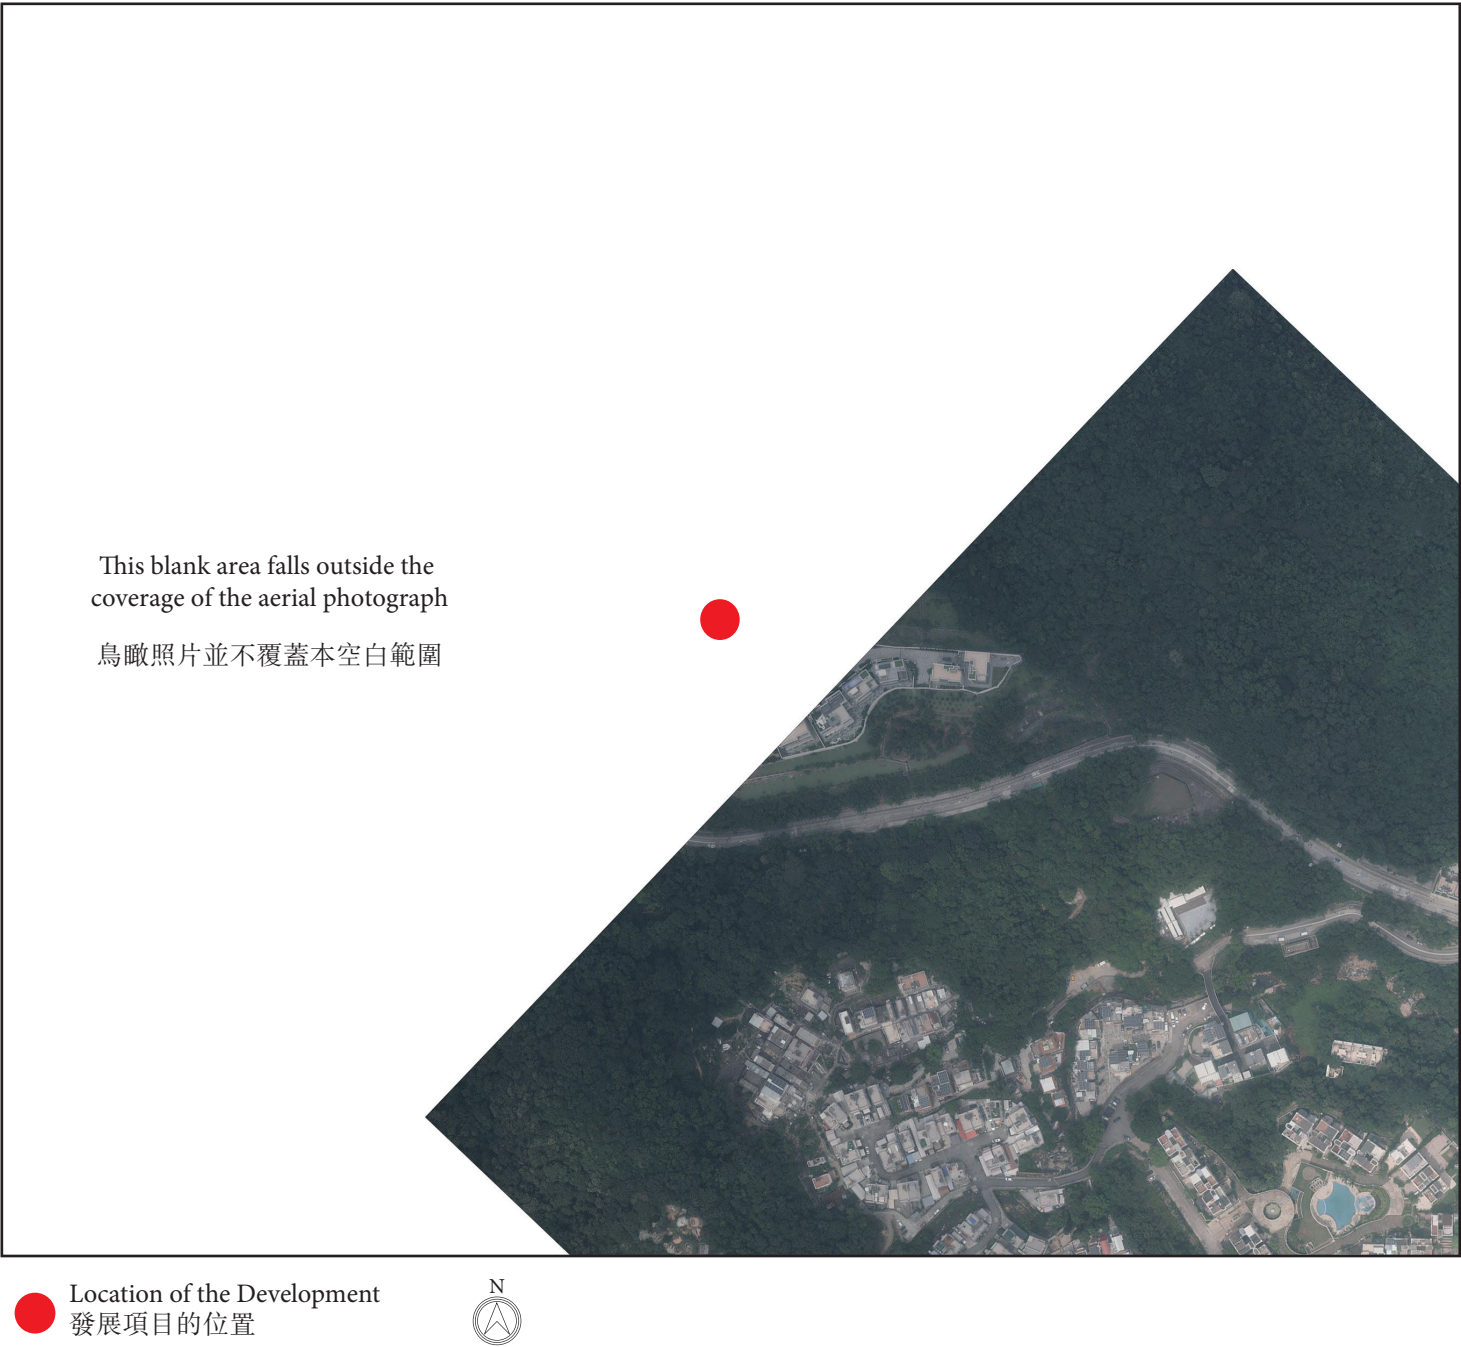 This blank area falls outside the
coverage of the aerial photograph
鳥瞰照片並不覆蓋本空白範圍
Location of the Development
發展項目的位置
N